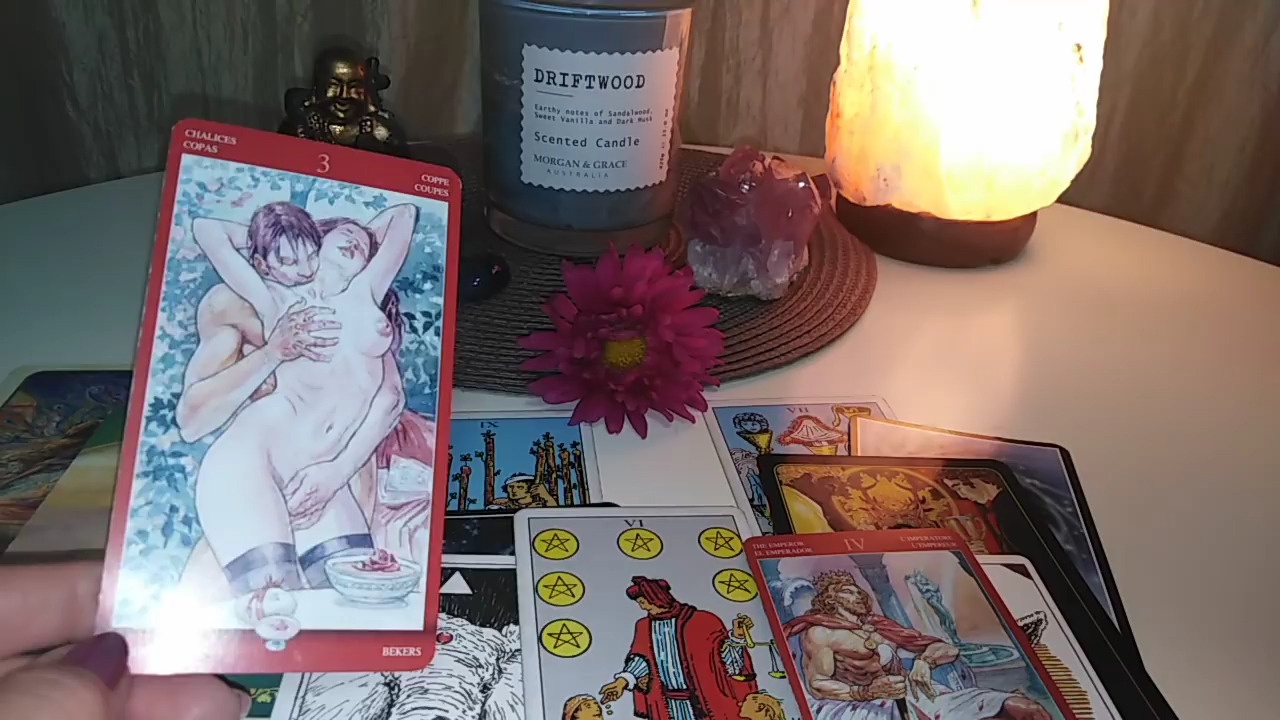 DRIFTWOOD
Earthy notes of Sandalwood,
Sweet Vanilla and Dark Musk
Scented Candle
MORGAN & GRACE
AUSTRALIA
CHALICES
COPAS
3
COPPE
COUPES
BEKERS
IX
VII
VI
THE EMPEROR
EL EMPERADOR
IV
L'IMPERATORE
L'EMPEREUR